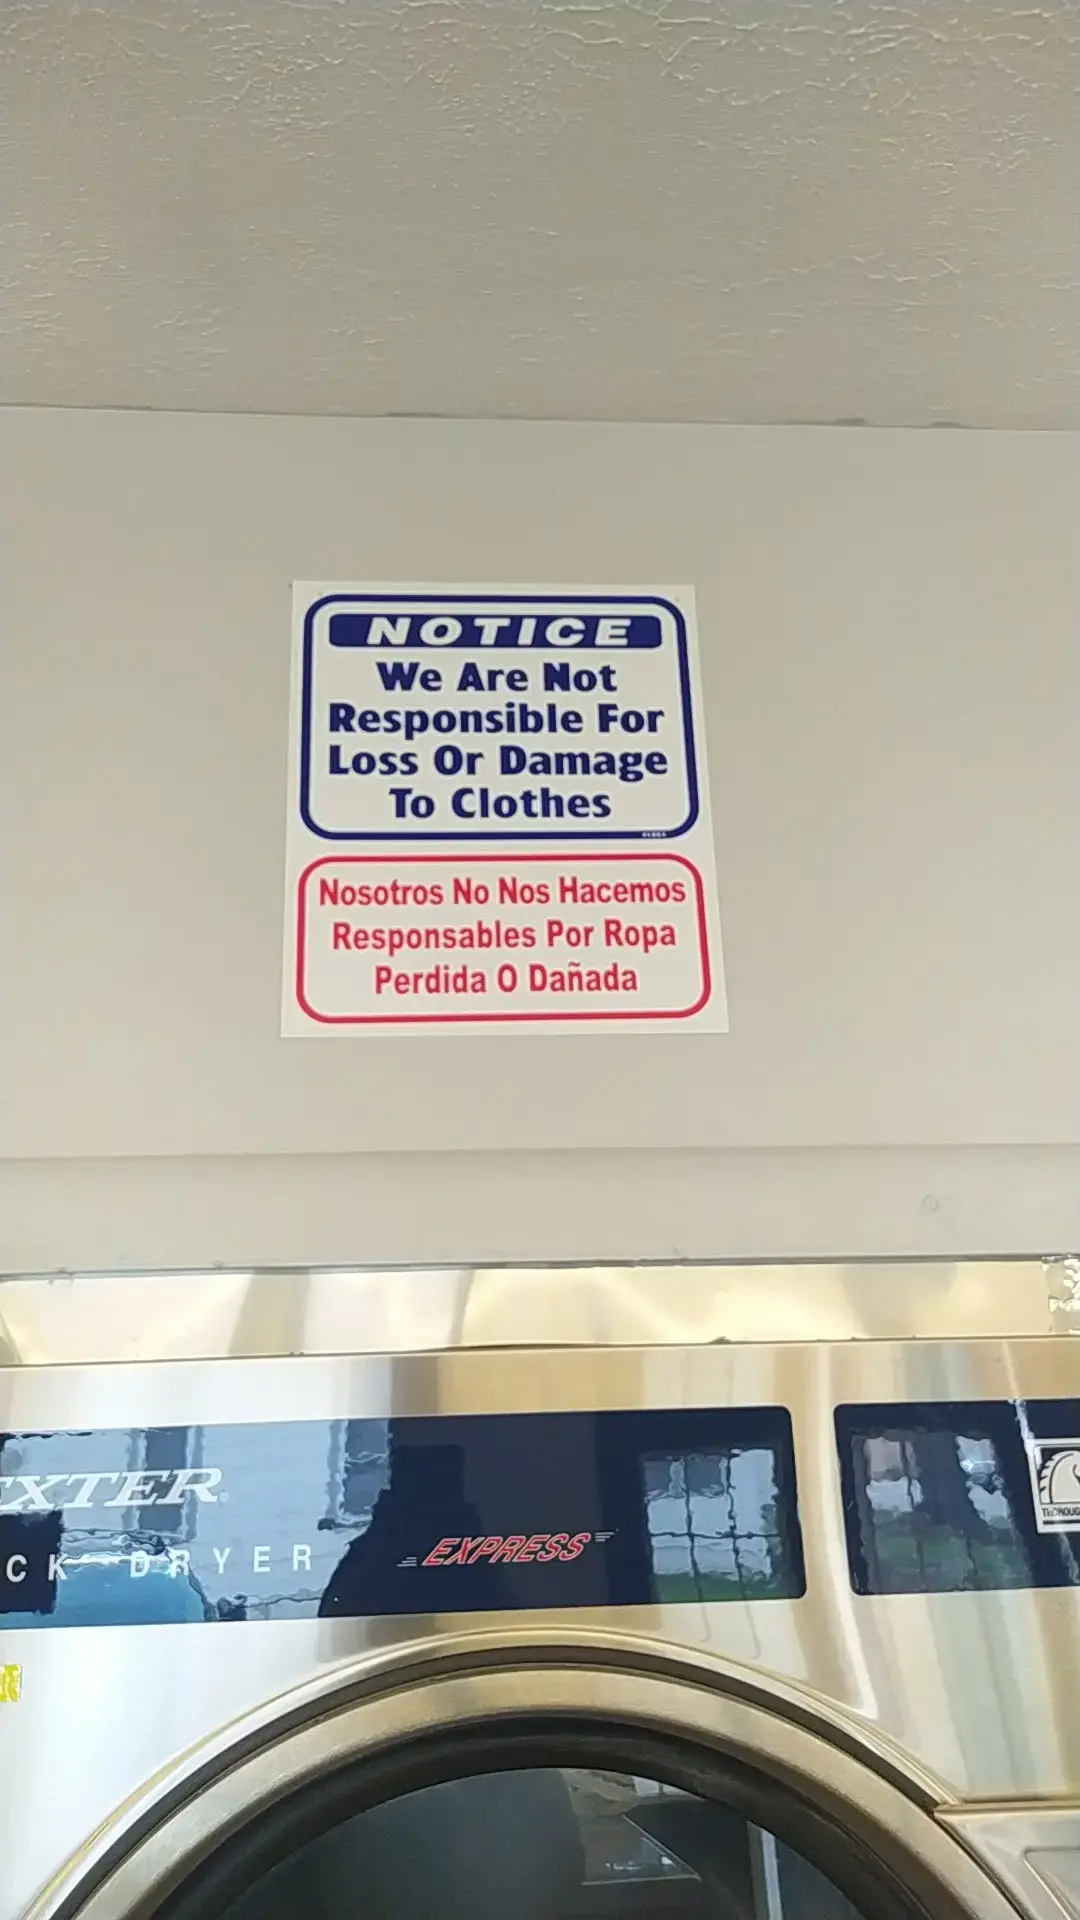 NOTICE
We Are Not
Responsible For
Loss Or Damage
To Clothes
Nosotros No Nos Hacemos
Responsables Por Ropa
Perdida O Dañada
EXPRESS
DRYER